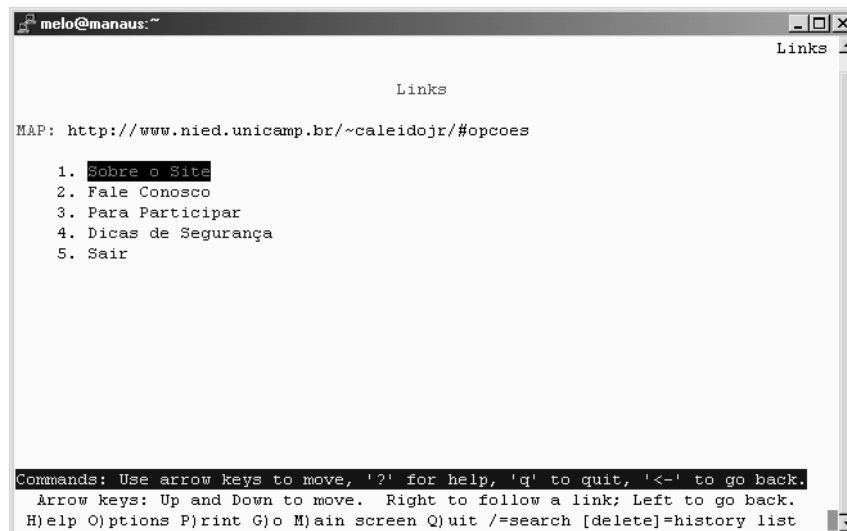 melo@manaus:~
Links
Links
MAP: http://www.nied.unicamp.br/~caleidojr/#opcoes
1. Sobre o Site
2. Fale Conosco
3. Para Participar
4. Dicas de Segurança
5. Sair
Commands: Use arrow keys to move, '?' for help, 'q' to quit, '<-' to go back.
Arrow keys: Up and Down to move. Right to follow a link; Left to go back.
H)elp O)ptions P)rint G)o M)ain screen Q)uit /=search [delete]=history list